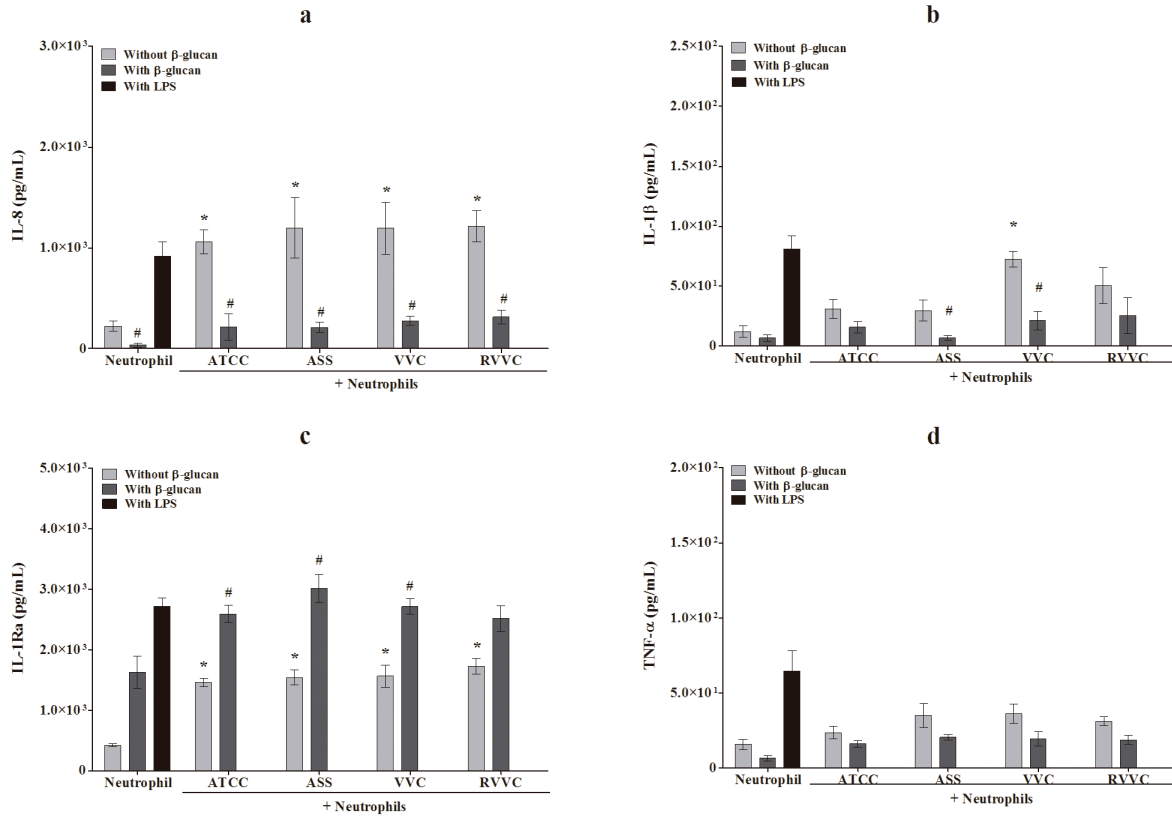 a
3.0×10³
2.0×10³
1.0×10³
0
IL-8 (pg/mL)
Without β-glucan
With β-glucan
With LPS
* * * *
# # # # #
Neutrophil ATCC ASS VVC RVVC
+ Neutrophils
b
2.5×10²
2.0×10²
1.5×10²
1.0×10²
5.0×10¹
0
IL-1β (pg/mL)
Without β-glucan
With β-glucan
With LPS
*
# #
Neutrophil ATCC ASS VVC RVVC
+ Neutrophils
c
5.0×10³
4.0×10³
3.0×10³
2.0×10³
1.0×10³
0
IL-1Ra (pg/mL)
Without β-glucan
With β-glucan
With LPS
# # #
* * * *
Neutrophil ATCC ASS VVC RVVC
+ Neutrophils
d
2.0×10²
1.5×10²
1.0×10²
5.0×10¹
0
TNF-α (pg/mL)
Without β-glucan
With β-glucan
With LPS
Neutrophil ATCC ASS VVC RVVC
+ Neutrophils